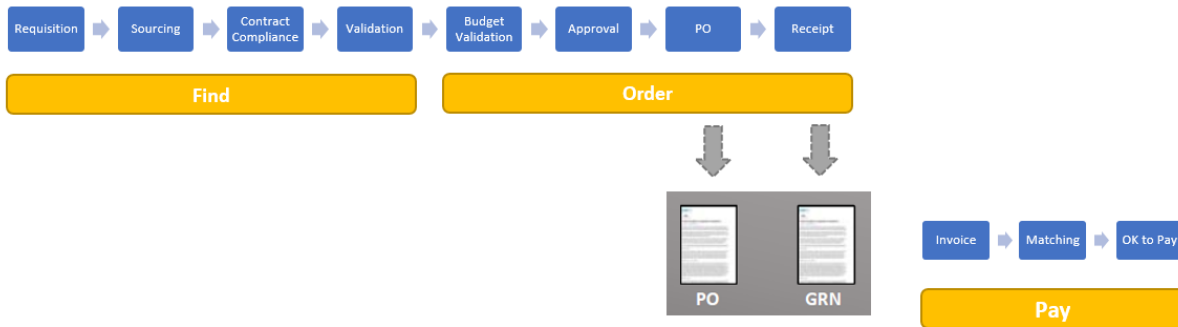 Requisition
Sourcing
Contract
Compliance
Validation
Budget
Validation
Approval
PO
Receipt
Find
Order
PO
GRN
Invoice
Matching
OK to Pay
Pay